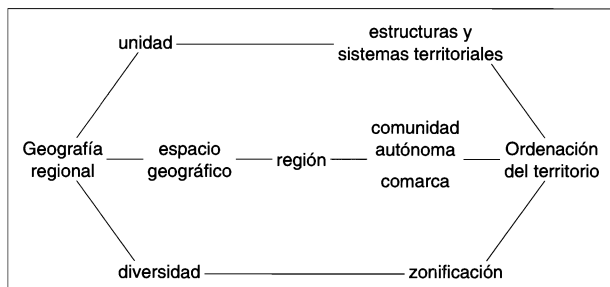 unidad
estructuras y
sistemas territoriales
Geografía
regional
espacio
geográfico
región
comunidad
autónoma
comarca
Ordenación
del territorio
diversidad
zonificación